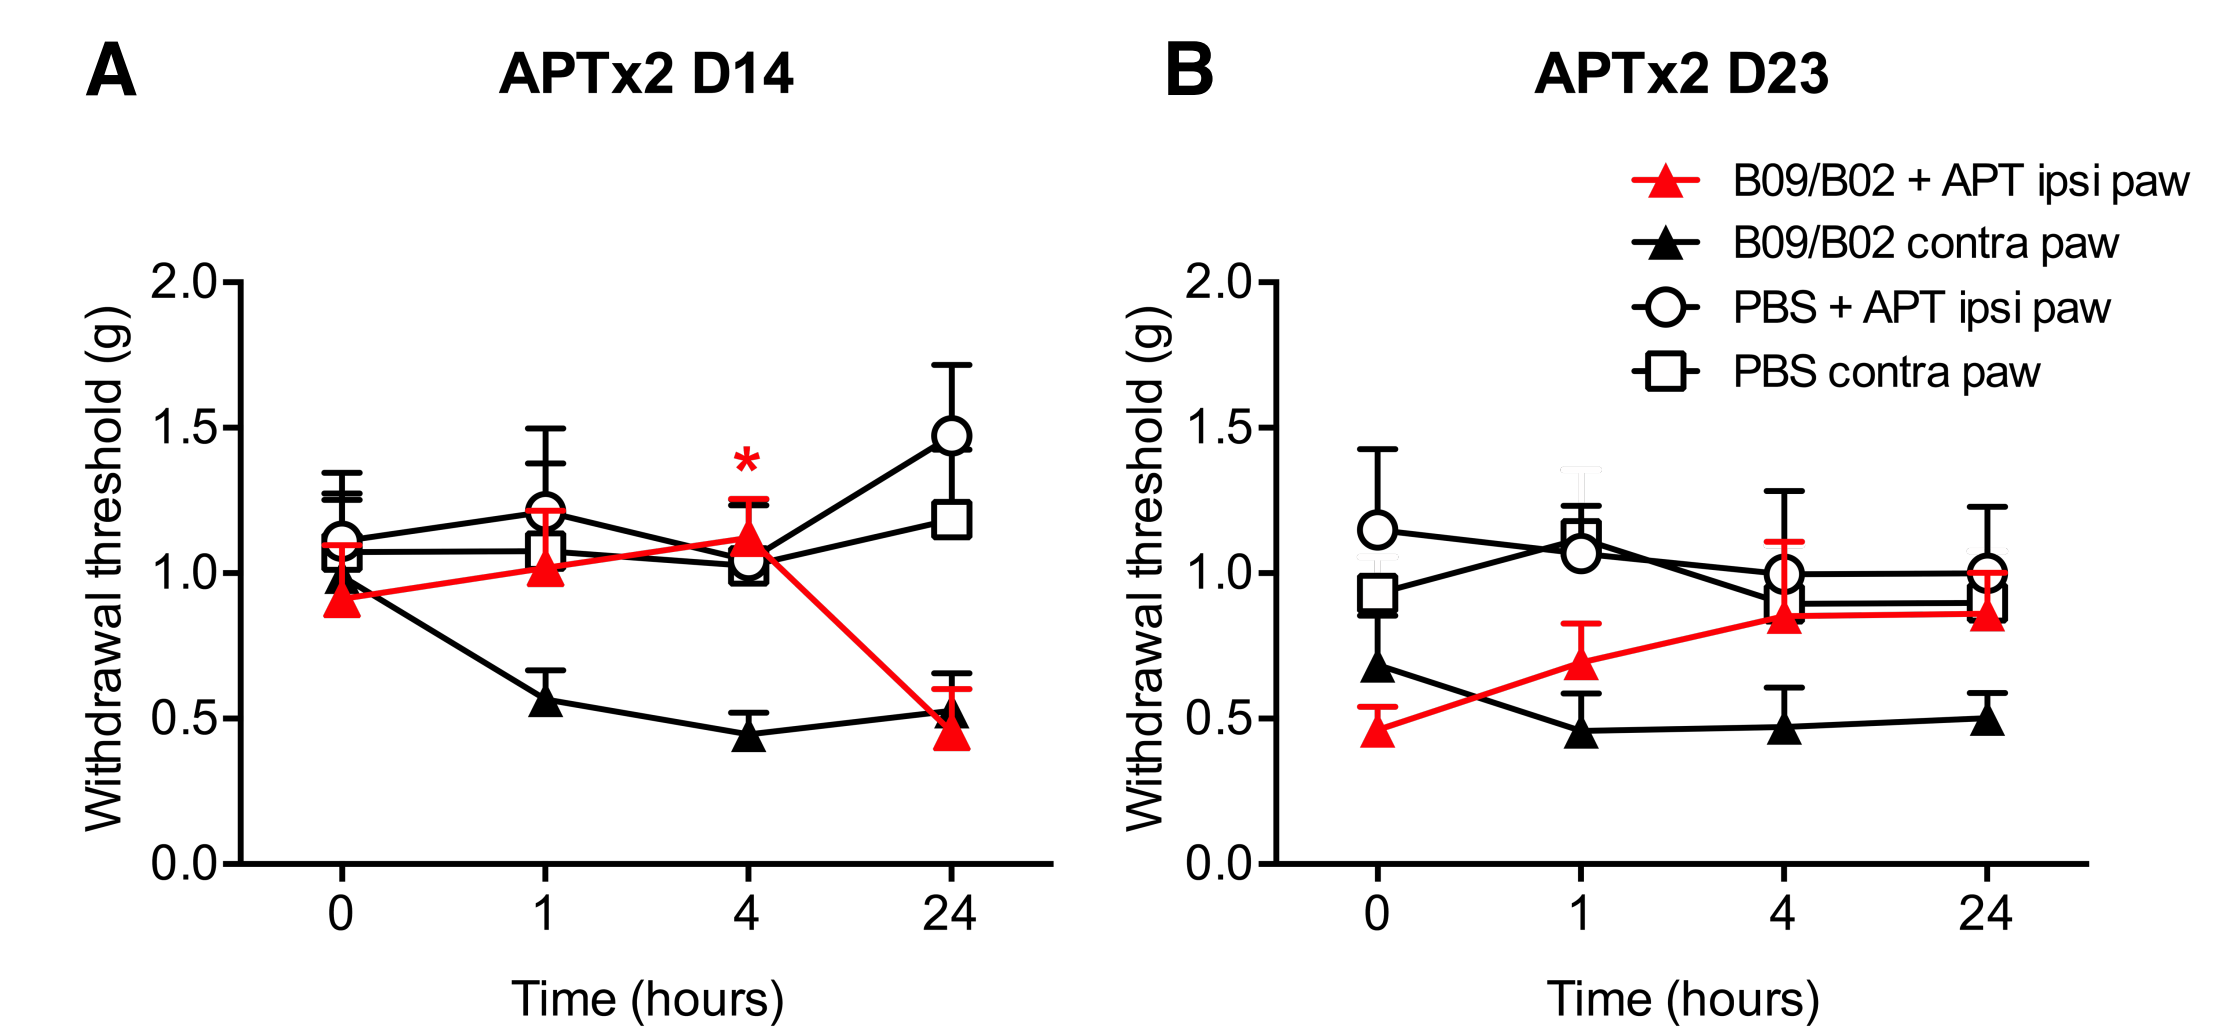 A
APTx2 D14
Withdrawal threshold (g)
2.0
1.5
1.0
0.5
0.0
*
0 1 4 24
Time (hours)
B
APTx2 D23
B09/B02 + APT ipsi paw
B09/B02 contra paw
PBS + APT ipsi paw
PBS contra paw
Withdrawal threshold (g)
2.0
1.5
1.0
0.5
0.0
0 1 4 24
Time (hours)